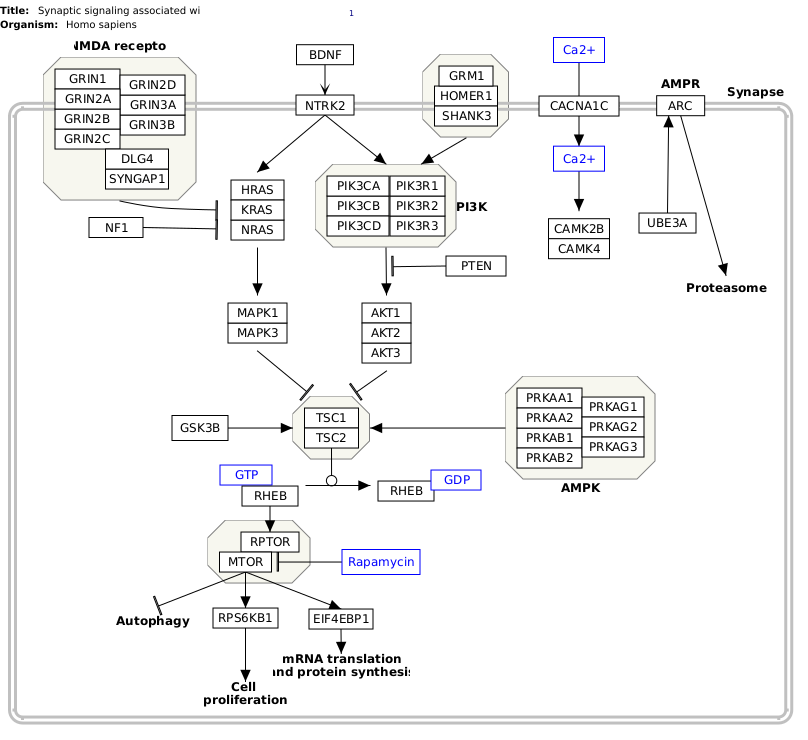 Title: Synaptic signaling associated wi
1
Organism: Homo sapiens
NMDA recepto
GRIN1
GRIN2A
GRIN2B
GRIN2C
GRIN2D
GRIN3A
GRIN3B
DLG4
SYNGAP1
BDNF
NTRK2
GRM1
HOMER1
SHANK3
Ca2+
CACNA1C
Ca2+
CAMK2B
CAMK4
AMPR
ARC
Synapse
UBE3A
Proteasome
NF1
HRAS
KRAS
NRAS
PIK3CA
PIK3CB
PIK3CD
PIK3R1
PIK3R2
PIK3R3
PI3K
PTEN
MAPK1
MAPK3
AKT1
AKT2
AKT3
GSK3B
TSC1
TSC2
PRKAA1
PRKAA2
PRKAB1
PRKAB2
PRKAG1
PRKAG2
PRKAG3
AMPK
GTP
RHEB
RHEB
GDP
RPTOR
MTOR
Rapamycin
Autophagy
RPS6KB1
EIF4EBP1
Cell
proliferation
mRNA translation
and protein synthesis